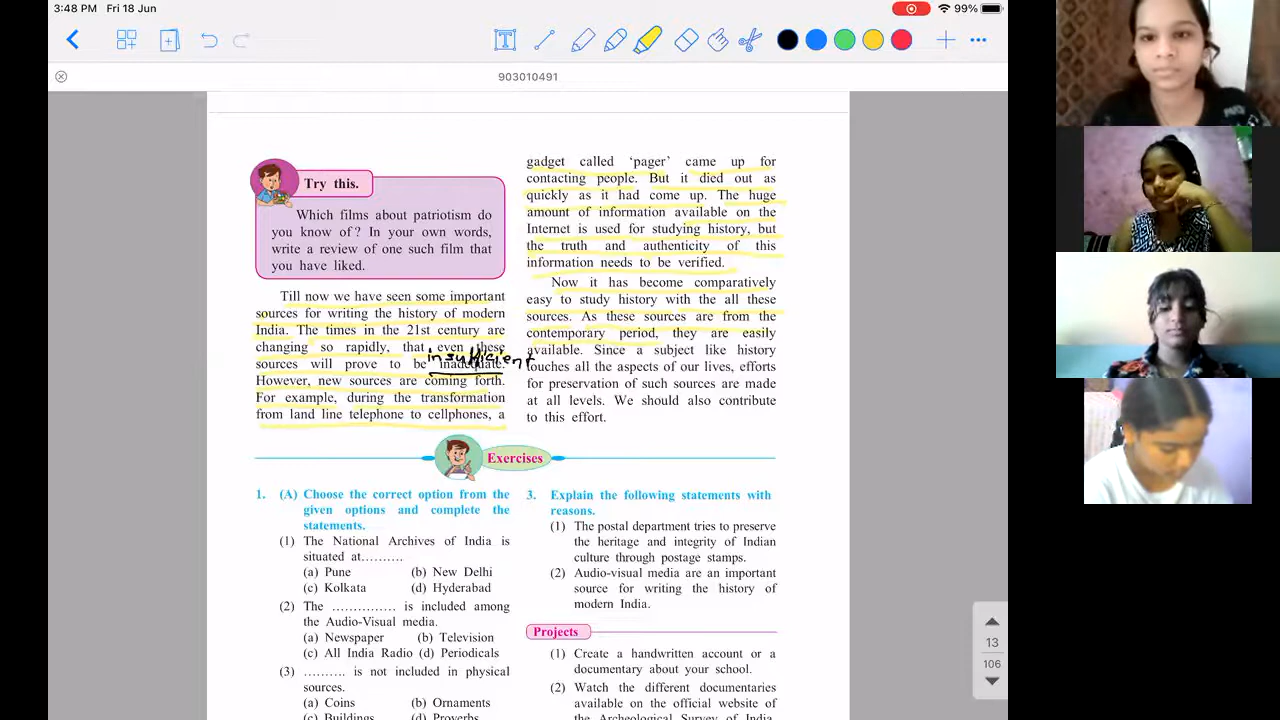 3:48 PM Fri 18 Jun
99%
903010491
Try this.
Which films about patriotism do
you know of? In your own words,
write a review of one such film that
you have liked.
Till now we have seen some important
sources for writing the history of modern
India. The times in the 21st century are
changing so rapidly, that even these
insufficient
sources will prove to be inadequate.
However, new sources are coming forth.
For example, during the transformation
from land line telephone to cellphones, a
gadget called ‘pager’ came up for
contacting people. But it died out as
quickly as it had come up. The huge
amount of information available on the
Internet is used for studying history, but
the truth and authenticity of this
information needs to be verified.
Now it has become comparatively
easy to study history with the all these
sources. As these sources are from the
contemporary period, they are easily
available. Since a subject like history
touches all the aspects of our lives, efforts
for preservation of such sources are made
at all levels. We should also contribute
to this effort.
Exercises
1. (A) Choose the correct option from the
given options and complete the
statements.
(1) The National Archives of India is
situated at..........
(a) Pune (b) New Delhi
(c) Kolkata (d) Hyderabad
(2) The ............... is included among
the Audio-Visual media.
(a) Newspaper (b) Television
(c) All India Radio (d) Periodicals
(3) .......... is not included in physical
sources.
(a) Coins (b) Ornaments
(c) Buildings (d) Proverbs
3. Explain the following statements with
reasons.
(1) The postal department tries to preserve
the heritage and integrity of Indian
culture through postage stamps.
(2) Audio-visual media are an important
source for writing the history of
modern India.
Projects
(1) Create a handwritten account or a
documentary about your school.
(2) Watch the different documentaries
available on the official website of
the Archeological Survey of India.
13
106